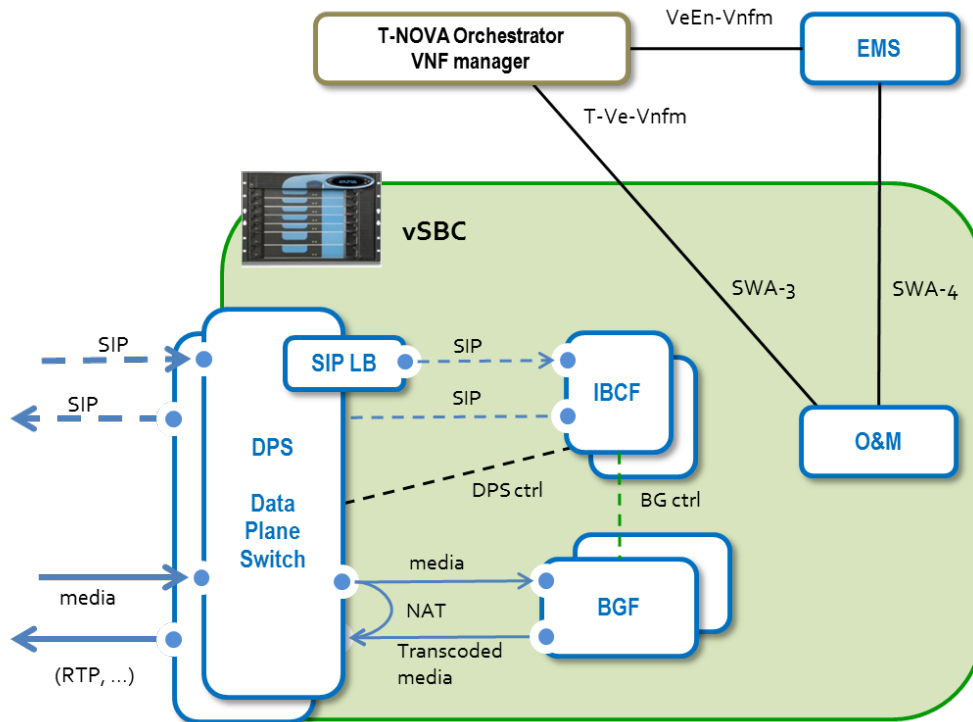 VeEn-Vnfm
T-NOVA Orchestrator
VNF manager
EMS
T-Ve-Vnfm
vSBC
SWA-3
SWA-4
SIP
SIP LB
SIP
IBCF
SIP
SIP
O&M
DPS
Data
Plane
Switch
DPS ctrl
BG ctrl
media
media
NAT
BGF
Transcoded
media
(RTP, ...)